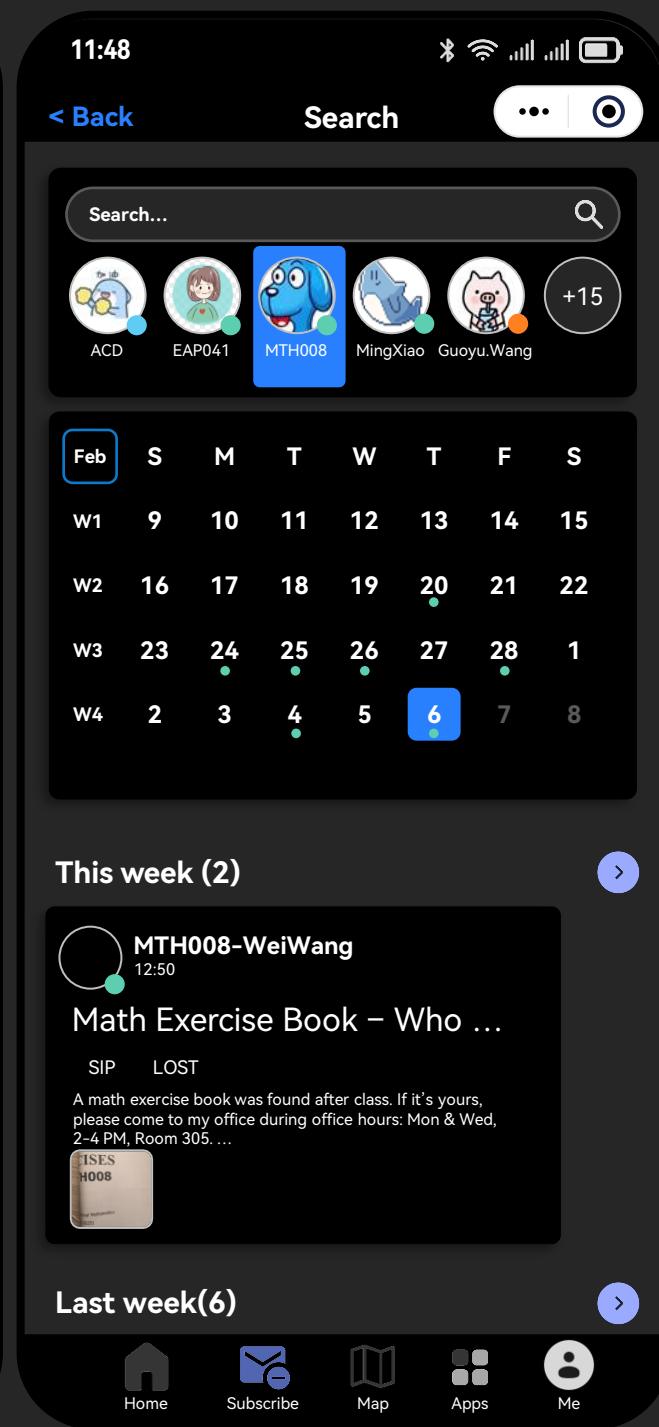 11:48
< Back
Search
Search...
加油
ACD
EAP041
MTH008
MingXiao
Guoyu.Wang
+15
Feb S M T W T F S
W1 9 10 11 12 13 14 15
W2 16 17 18 19 20 21 22
W3 23 24 25 26 27 28 1
W4 2 3 4 5 6 7 8
This week (2)
MTH008-WeiWang
12:50
Math Exercise Book – Who ...
SIP LOST
A math exercise book was found after class. If it's yours,
please come to my office during office hours: Mon & Wed,
2-4 PM, Room 305. ...
CISES
H008
Last week(6)
Home
Subscribe
Map
Apps
Me